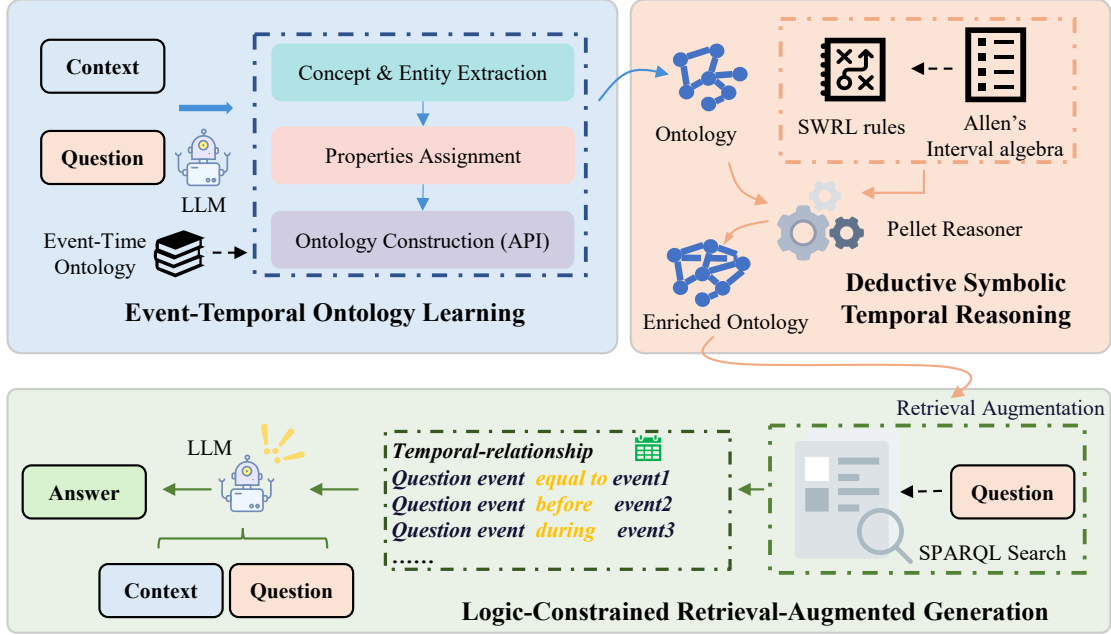 Context
Question
LLM
Event-Time
Ontology
Concept & Entity Extraction
Properties Assignment
Ontology Construction (API)
Event-Temporal Ontology Learning
Ontology
SWRL rules
Allen's
Interval algebra
Pellet Reasoner
Enriched Ontology
Deductive Symbolic
Temporal Reasoning
Retrieval Augmentation
Question
SPARQL Search
Temporal-relationship
Question event equal to event1
Question event before event2
Question event during event3
......
LLM
Answer
Context
Question
Logic-Constrained Retrieval-Augmented Generation